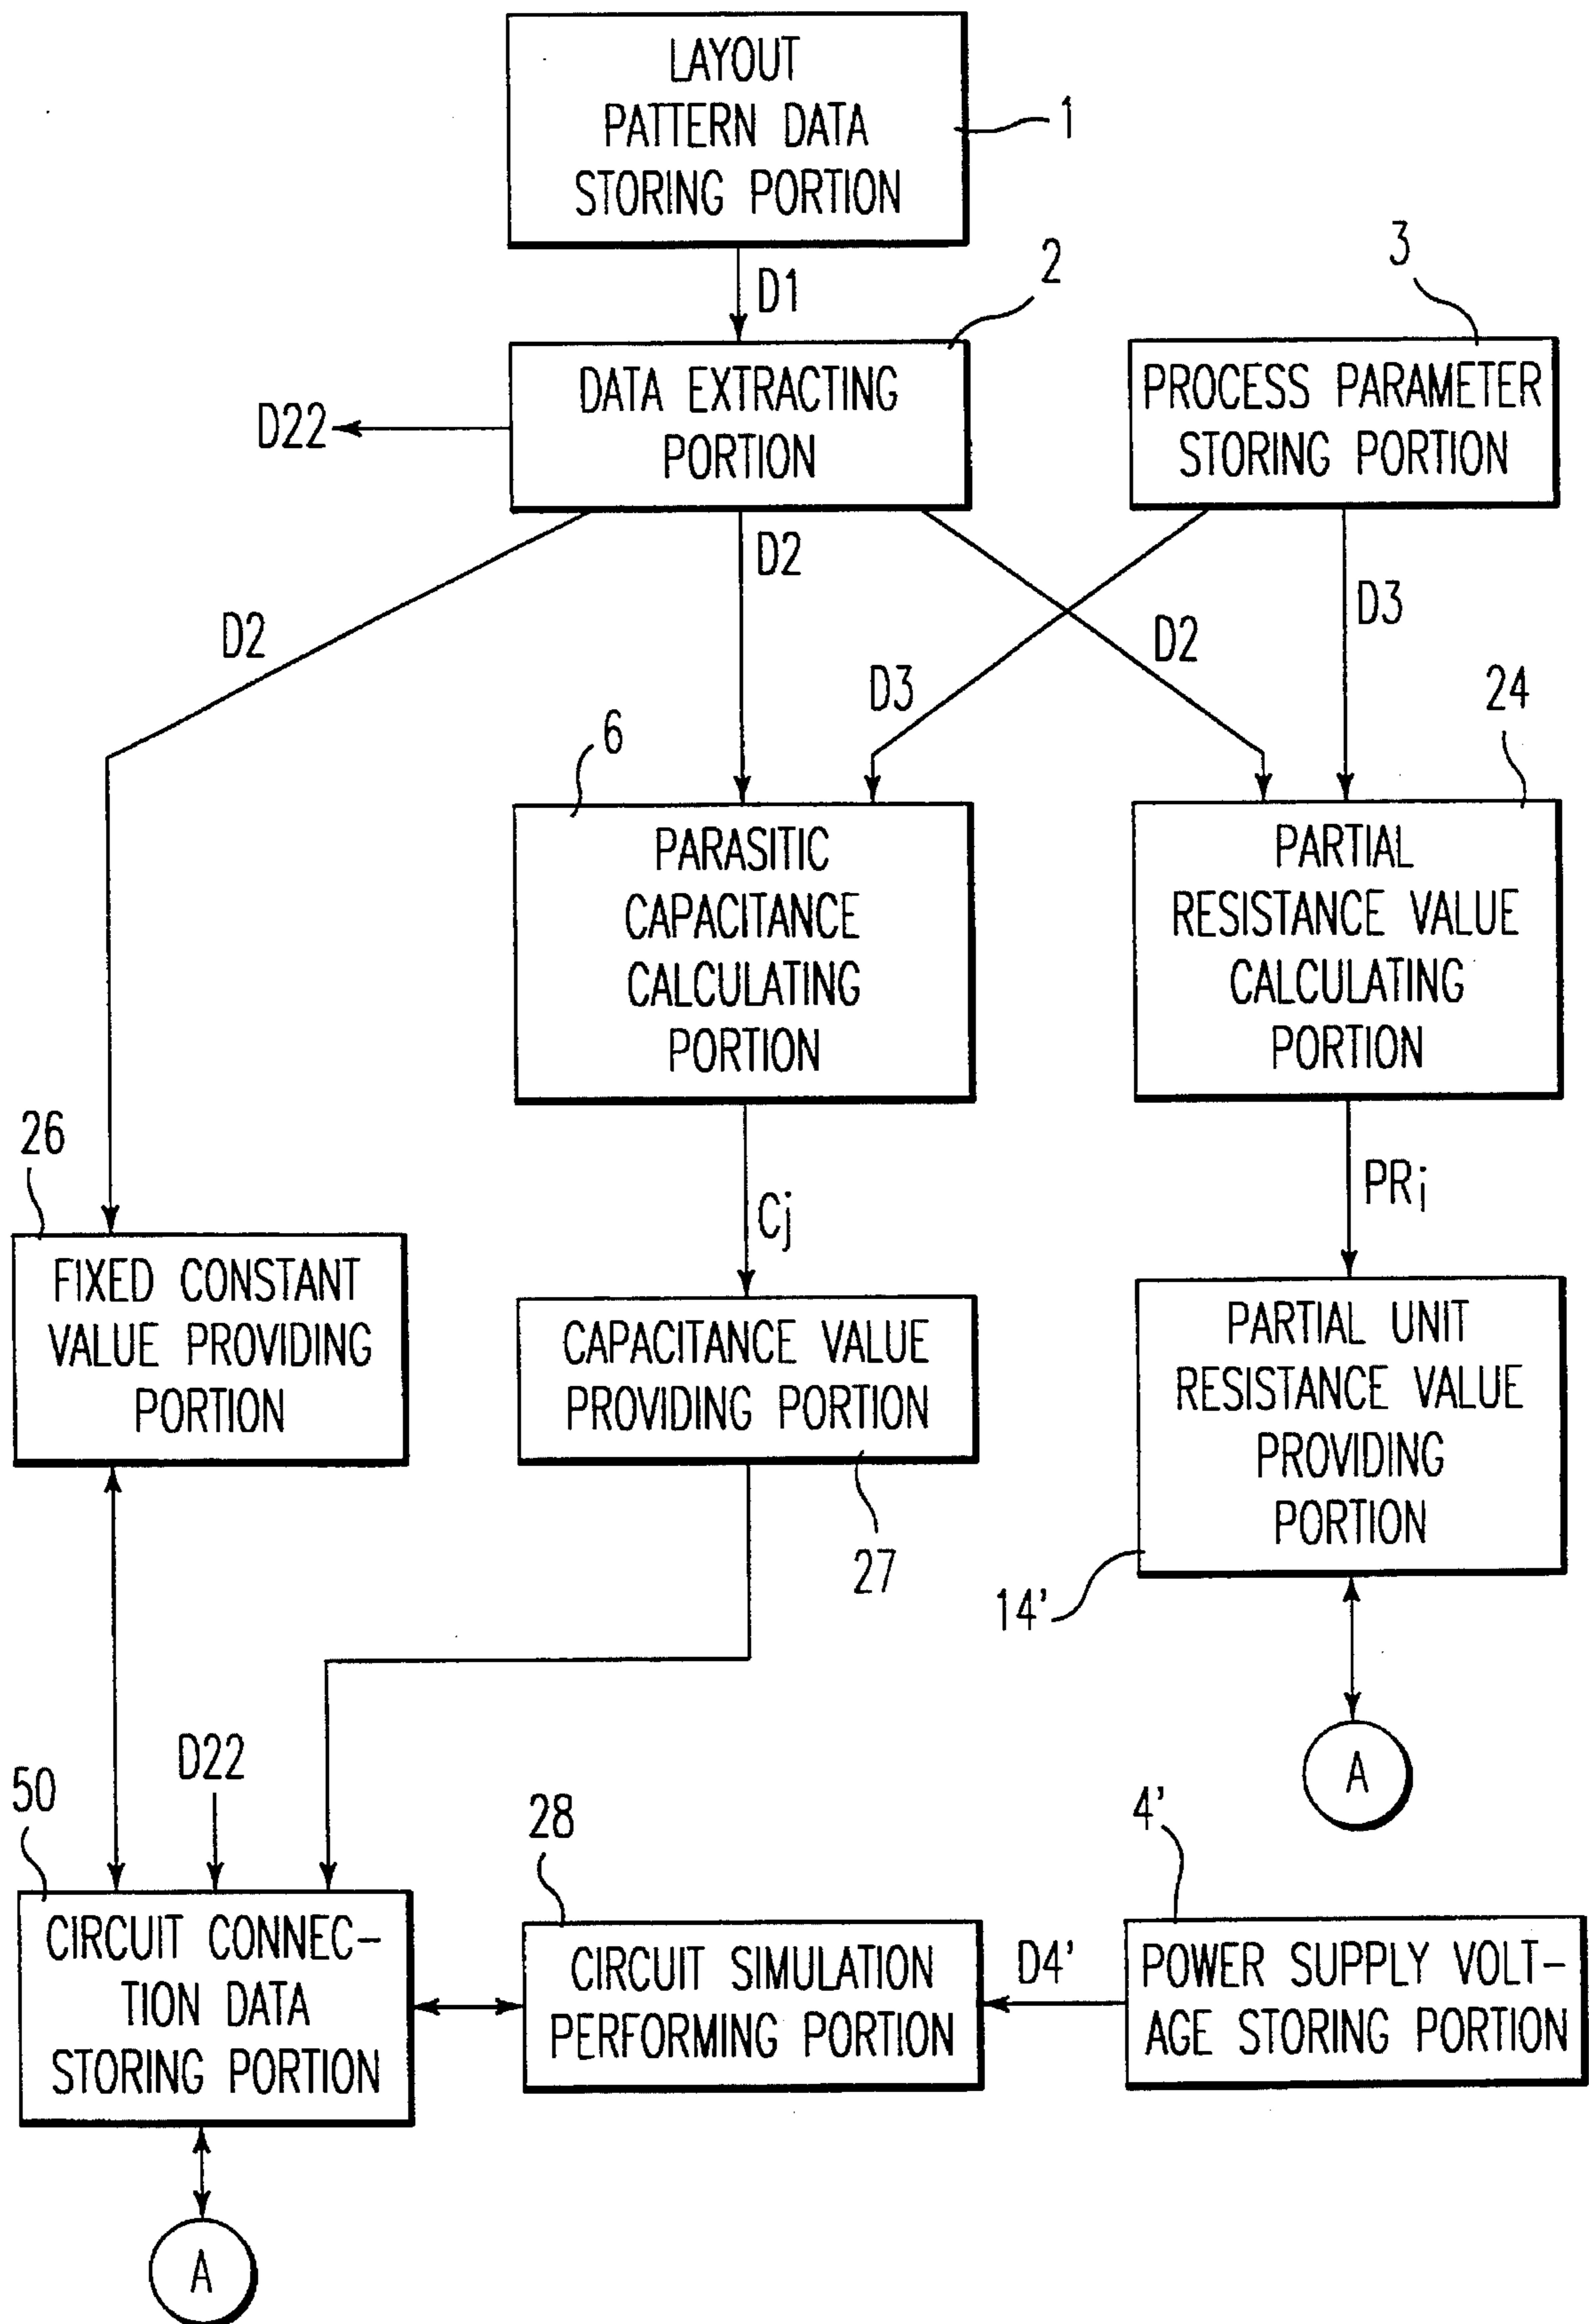 LAYOUT
PATTERN DATA
STORING PORTION
1
D1
2
3
DATA EXTRACTING
PORTION
PROCESS PARAMETER
STORING PORTION
D22
D2
D2
D2
D3
D3
6
24
PARASITIC
CAPACITANCE
CALCULATING
PORTION
PARTIAL
RESISTANCE VALUE
CALCULATING
PORTION
26
Cj
PRi
FIXED CONSTANT
VALUE PROVIDING
PORTION
CAPACITANCE VALUE
PROVIDING PORTION
27
PARTIAL UNIT
RESISTANCE VALUE
PROVIDING
PORTION
14'
A
50
D22
28
4'
CIRCUIT CONNEC-
TION DATA
STORING PORTION
CIRCUIT SIMULATION
PERFORMING PORTION
D4'
POWER SUPPLY VOLT-
AGE STORING PORTION
A